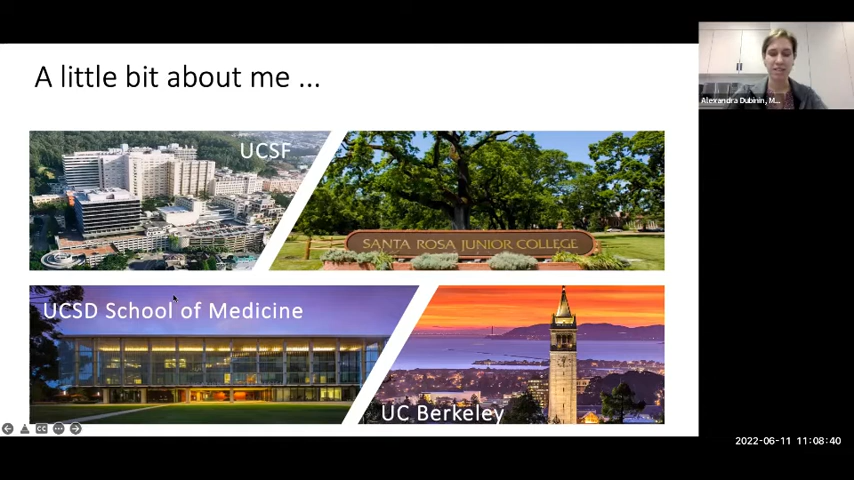 A little bit about me ...
Alexandra Dubinin, M...
UCSF
SANTA ROSA JUNIOR COLLEGE
UCSD School of Medicine
UC Berkeley
CC
2022-06-11 11:08:40